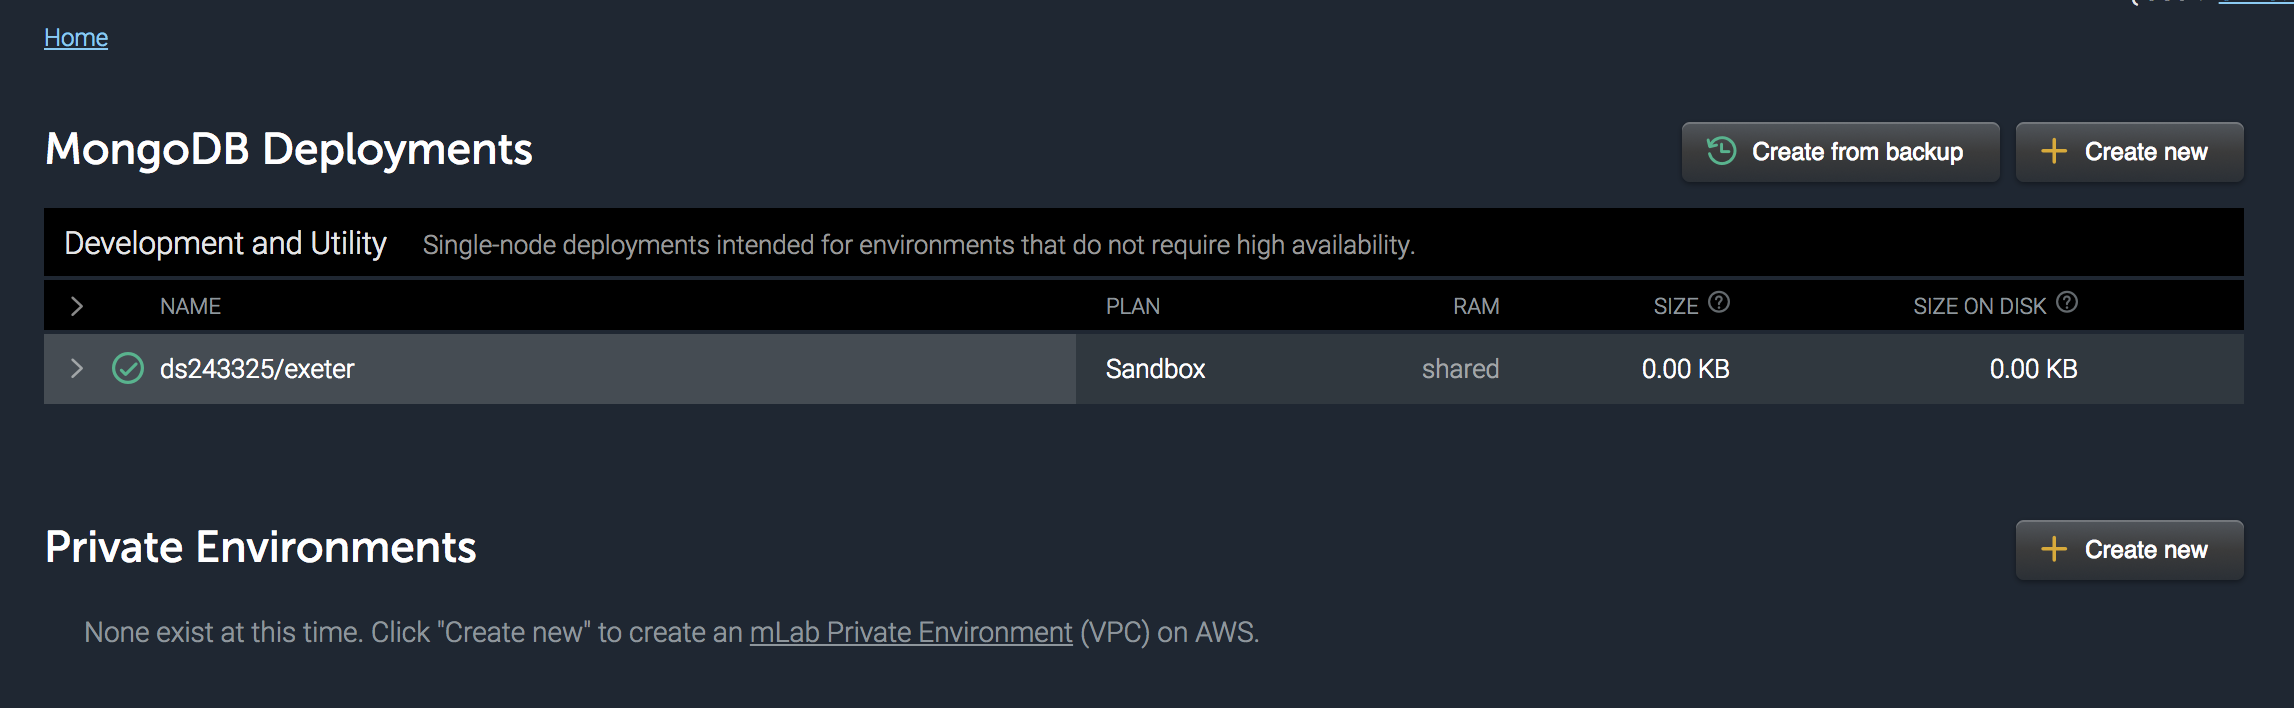 Home
MongoDB Deployments
Create from backup
Create new
Development and Utility Single-node deployments intended for environments that do not require high availability.
NAME PLAN RAM SIZE SIZE ON DISK
ds243325/exeter Sandbox shared 0.00 KB 0.00 KB
Private Environments
Create new
None exist at this time. Click "Create new" to create an mLab Private Environment (VPC) on AWS.